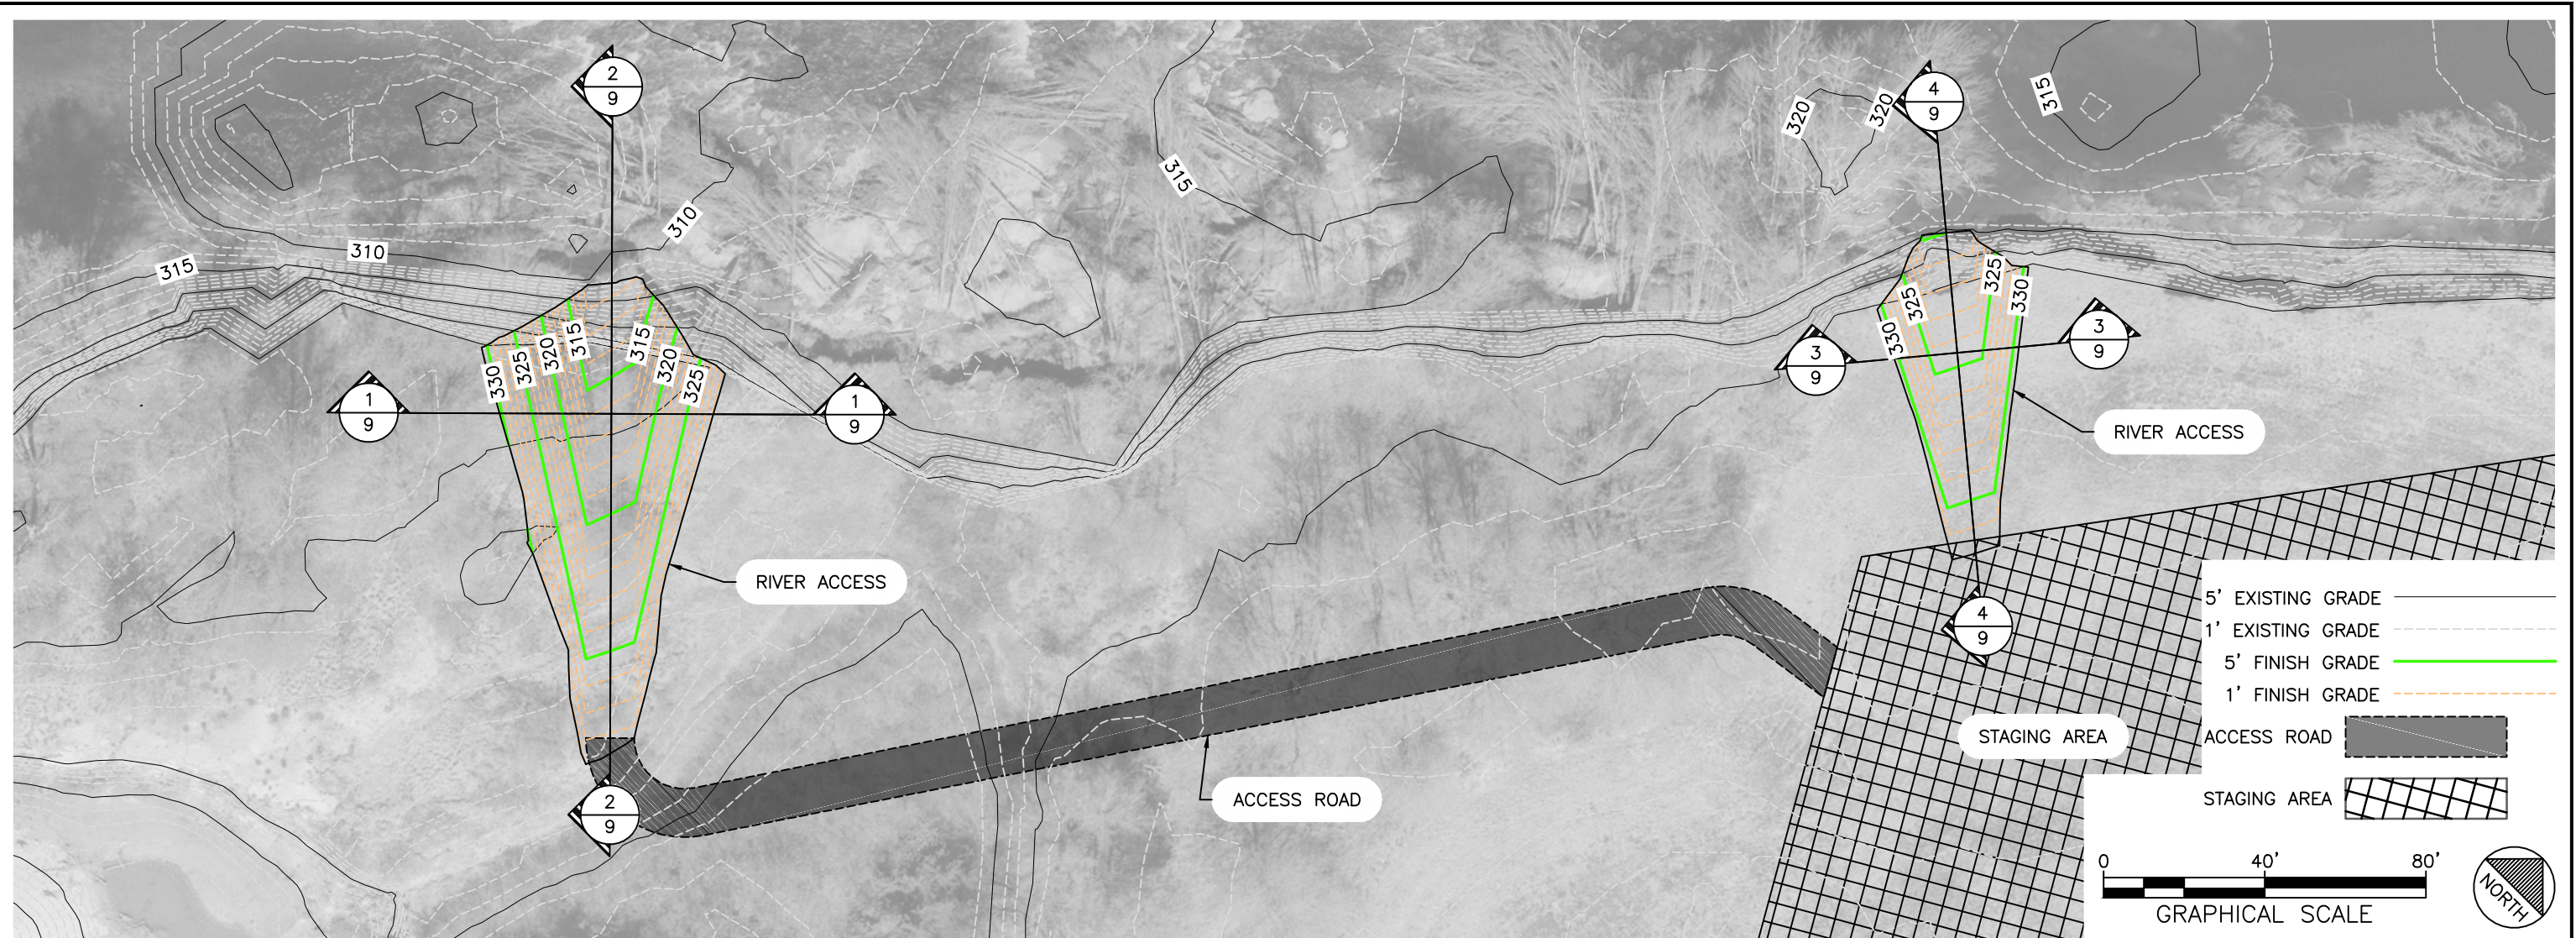 2
9
4
9
315
320
320
315
310
310
315
325
325
330
330
315
315
320
320
325
325
330
3
9
3
9
1
9
1
9
RIVER ACCESS
RIVER ACCESS
4
9
5' EXISTING GRADE
1' EXISTING GRADE
5' FINISH GRADE
1' FINISH GRADE
ACCESS ROAD
STAGING AREA
STAGING AREA
ACCESS ROAD
2
9
0 40' 80'
GRAPHICAL SCALE
NORTH